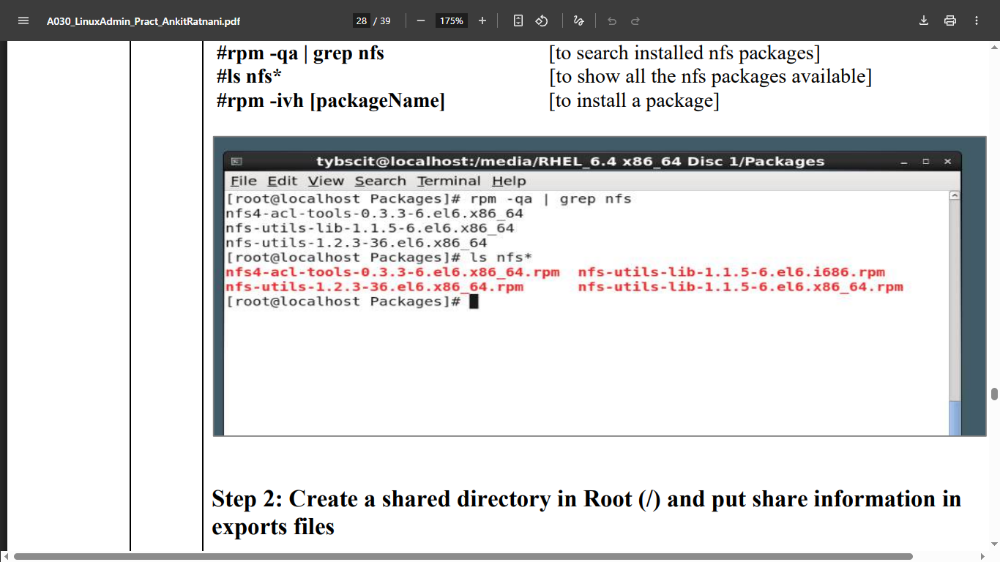 A030_LinuxAdmin_Pract_AnkitRatnani.pdf
28 / 39
175%
#rpm -qa | grep nfs [to search installed nfs packages]
#ls nfs* [to show all the nfs packages available]
#rpm -ivh [packageName] [to install a package]
tybscit@localhost:/media/RHEL_6.4 x86_64 Disc 1/Packages
File Edit View Search Terminal Help
[root@localhost Packages]# rpm -qa | grep nfs
nfs4-acl-tools-0.3.3-6.el6.x86_64
nfs-utils-lib-1.1.5-6.el6.x86_64
nfs-utils-1.2.3-36.el6.x86_64
[root@localhost Packages]# ls nfs*
nfs4-acl-tools-0.3.3-6.el6.x86_64.rpm nfs-utils-lib-1.1.5-6.el6.i686.rpm
nfs-utils-1.2.3-36.el6.x86_64.rpm nfs-utils-lib-1.1.5-6.el6.x86_64.rpm
[root@localhost Packages]#
Step 2: Create a shared directory in Root (/) and put share information in
exports files